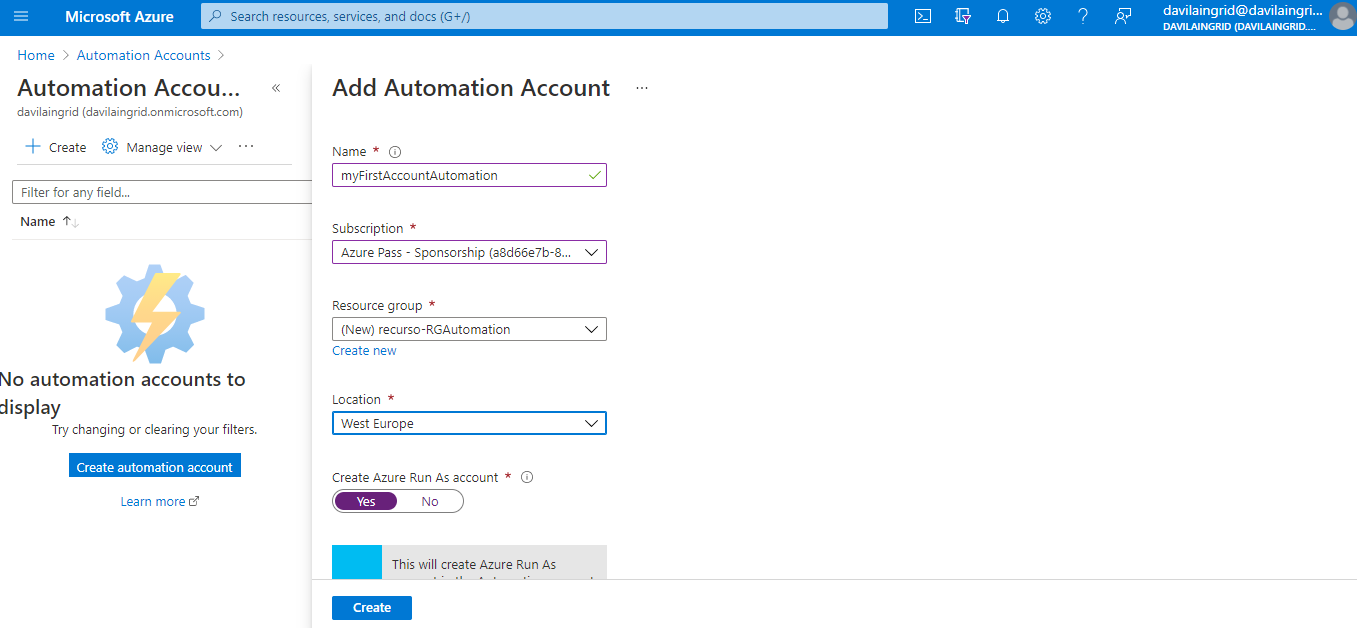 Microsoft Azure
Search resources, services, and docs (G+/)
davilaingrid@davilaingri...
DAVILAINGRID (DAVILAINGRID....
Home > Automation Accounts >
Automation Accou...
«
davilaingrid (davilaingrid.onmicrosoft.com)
+ Create
Manage view
...
Filter for any field...
Name ↑↓
No automation accounts to
display
Try changing or clearing your filters.
Create automation account
Learn more
Add Automation Account
...
Name *
myFirstAccountAutomation
Subscription *
Azure Pass - Sponsorship (a8d66e7b-8...
Resource group *
(New) recurso-RGAutomation
Create new
Location *
West Europe
Create Azure Run As account *
Yes No
This will create Azure Run As
Create